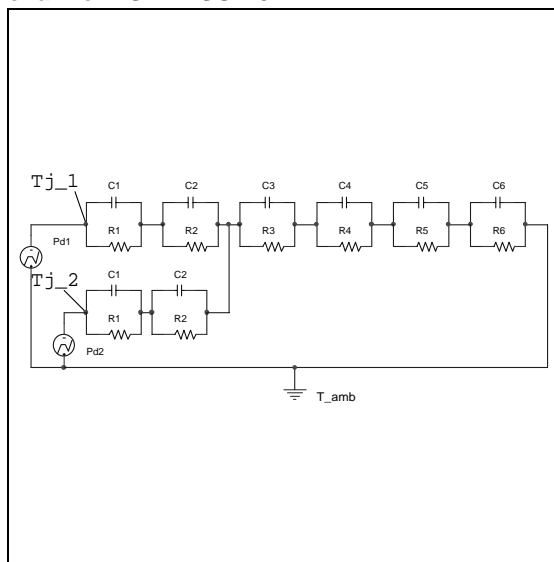 Tj_1
C1 C2 C3 C4 C5 C6
R1 R2 R3 R4 R5 R6
Pd1
Tj_2
C1 C2
R1 R2
Pd2
T_amb